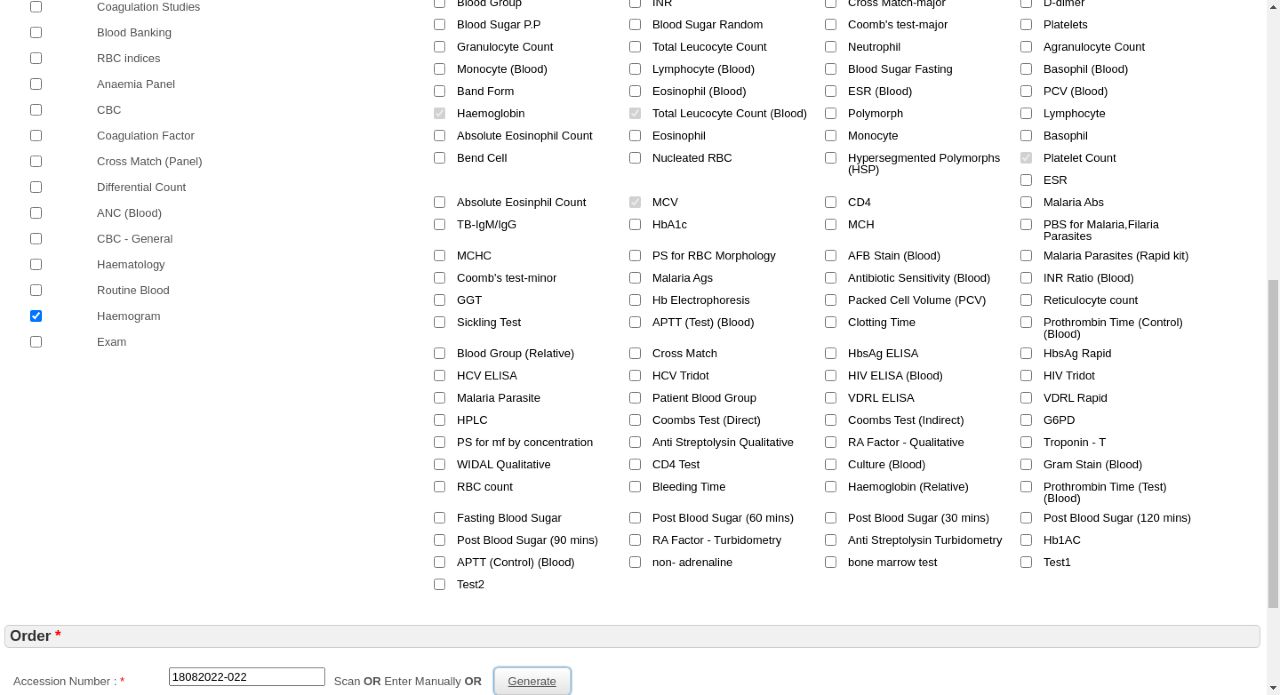 Coagulation Studies
Blood Banking
RBC indices
Anaemia Panel
CBC
Coagulation Factor
Cross Match (Panel)
Differential Count
ANC (Blood)
CBC - General
Haematology
Routine Blood
Haemogram
Exam
Blood Group INR Cross Match-major D-dimer
Blood Sugar P.P Blood Sugar Random Coomb's test-major Platelets
Granulocyte Count Total Leucocyte Count Neutrophil Agranulocyte Count
Monocyte (Blood) Lymphocyte (Blood) Blood Sugar Fasting Basophil (Blood)
Band Form Eosinophil (Blood) ESR (Blood) PCV (Blood)
Haemoglobin Total Leucocyte Count (Blood) Polymorph Lymphocyte
Absolute Eosinophil Count Eosinophil Monocyte Basophil
Bend Cell Nucleated RBC Hypersegmented Polymorphs Platelet Count
(HSP)
ESR
Absolute Eosinphil Count MCV CD4 Malaria Abs
TB-IgM/IgG HbA1c MCH PBS for Malaria,Filaria
Parasites
MCHC PS for RBC Morphology AFB Stain (Blood) Malaria Parasites (Rapid kit)
Coomb's test-minor Malaria Ags Antibiotic Sensitivity (Blood) INR Ratio (Blood)
GGT Hb Electrophoresis Packed Cell Volume (PCV) Reticulocyte count
Sickling Test APTT (Test) (Blood) Clotting Time Prothrombin Time (Control)
(Blood)
Blood Group (Relative) Cross Match HbsAg ELISA HbsAg Rapid
HCV ELISA HCV Tridot HIV ELISA (Blood) HIV Tridot
Malaria Parasite Patient Blood Group VDRL ELISA VDRL Rapid
HPLC Coombs Test (Direct) Coombs Test (Indirect) G6PD
PS for mf by concentration Anti Streptolysin Qualitative RA Factor - Qualitative Troponin - T
WIDAL Qualitative CD4 Test Culture (Blood) Gram Stain (Blood)
RBC count Bleeding Time Haemoglobin (Relative) Prothrombin Time (Test)
(Blood)
Fasting Blood Sugar Post Blood Sugar (60 mins) Post Blood Sugar (30 mins) Post Blood Sugar (120 mins)
Post Blood Sugar (90 mins) RA Factor - Turbidometry Anti Streptolysin Turbidometry Hb1AC
APTT (Control) (Blood) non- adrenaline bone marrow test Test1
Test2
Order *
Accession Number : * 18082022-022 Scan OR Enter Manually OR Generate